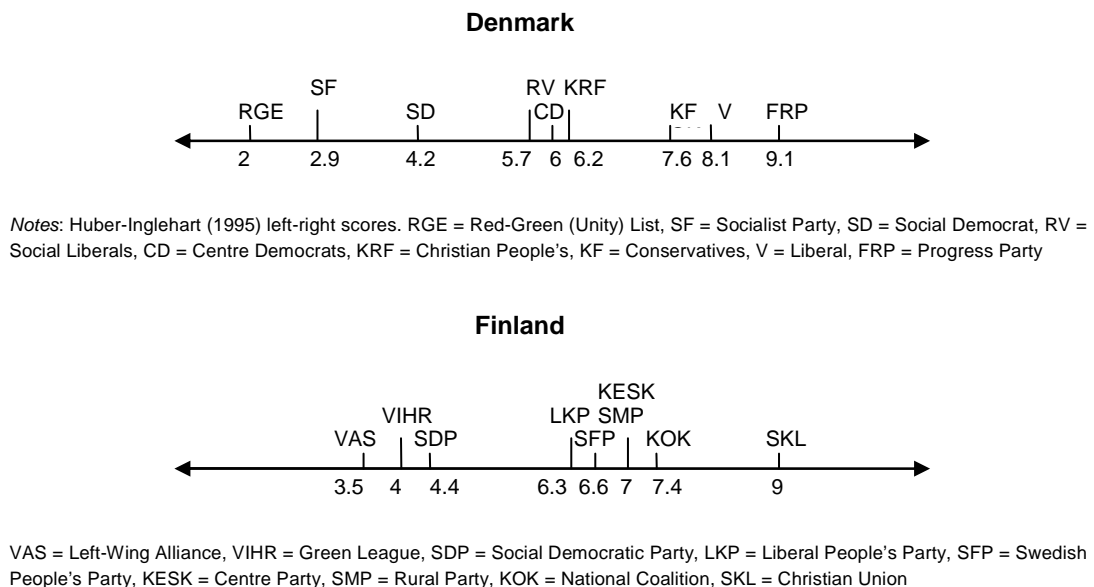 Denmark
SF RV KRF
RGE SD CD KF V FRP
2 2.9 4.2 5.7 6 6.2 7.6 8.1 9.1
Notes: Huber-Inglehart (1995) left-right scores. RGE = Red-Green (Unity) List, SF = Socialist Party, SD = Social Democrat, RV =
Social Liberals, CD = Centre Democrats, KRF = Christian People's, KF = Conservatives, V = Liberal, FRP = Progress Party
Finland
KESK
VIHR LKP SMP
VAS SDP SFP KOK SKL
3.5 4 4.4 6.3 6.6 7 7.4 9
VAS = Left-Wing Alliance, VIHR = Green League, SDP = Social Democratic Party, LKP = Liberal People's Party, SFP = Swedish
People's Party, KESK = Centre Party, SMP = Rural Party, KOK = National Coalition, SKL = Christian Union